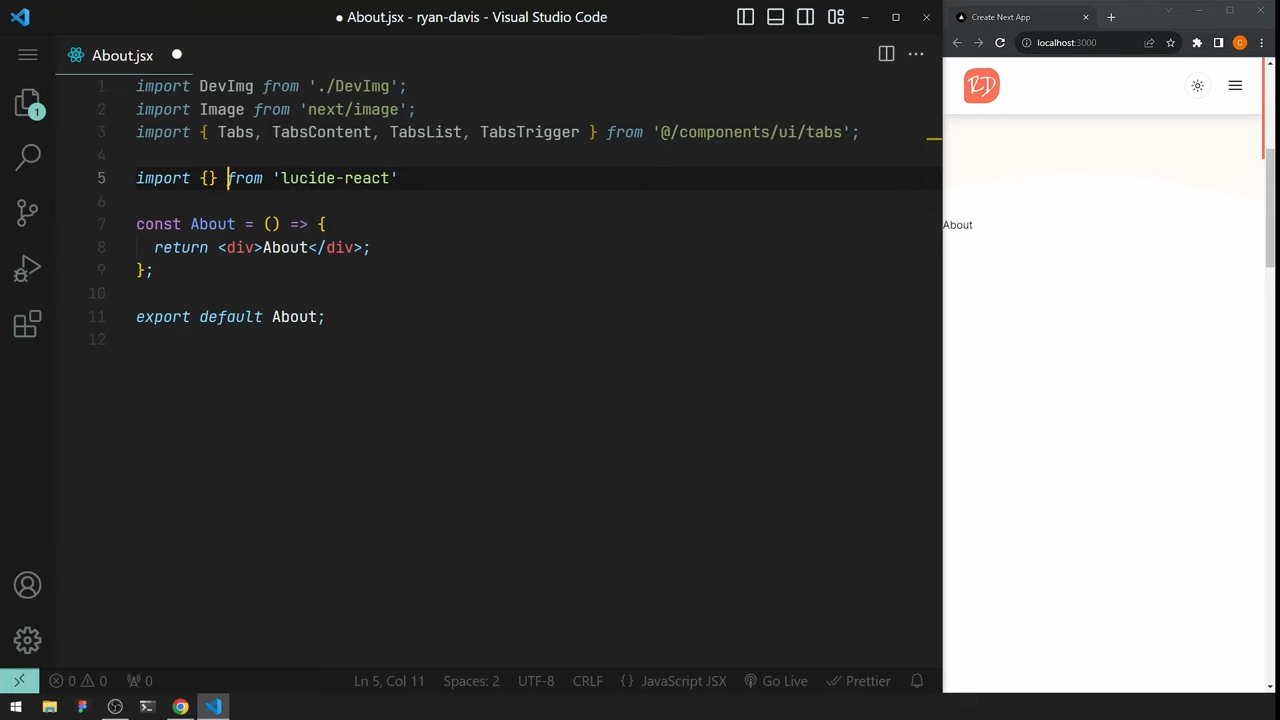 ● About.jsx - ryan-davis - Visual Studio Code
About.jsx
1 import DevImg from './DevImg';
2 import Image from 'next/image';
3 import { Tabs, TabsContent, TabsList, TabsTrigger } from '@/components/ui/tabs';
4
5 import {} from 'lucide-react'
6
7 const About = () => {
8 return <div>About</div>;
9 };
10
11 export default About;
12
1
0 0 0
Ln 5, Col 11
Spaces: 2
UTF-8
CRLF
{} JavaScript JSX
Go Live
Prettier
Create Next App
localhost:3000
C
RD
About